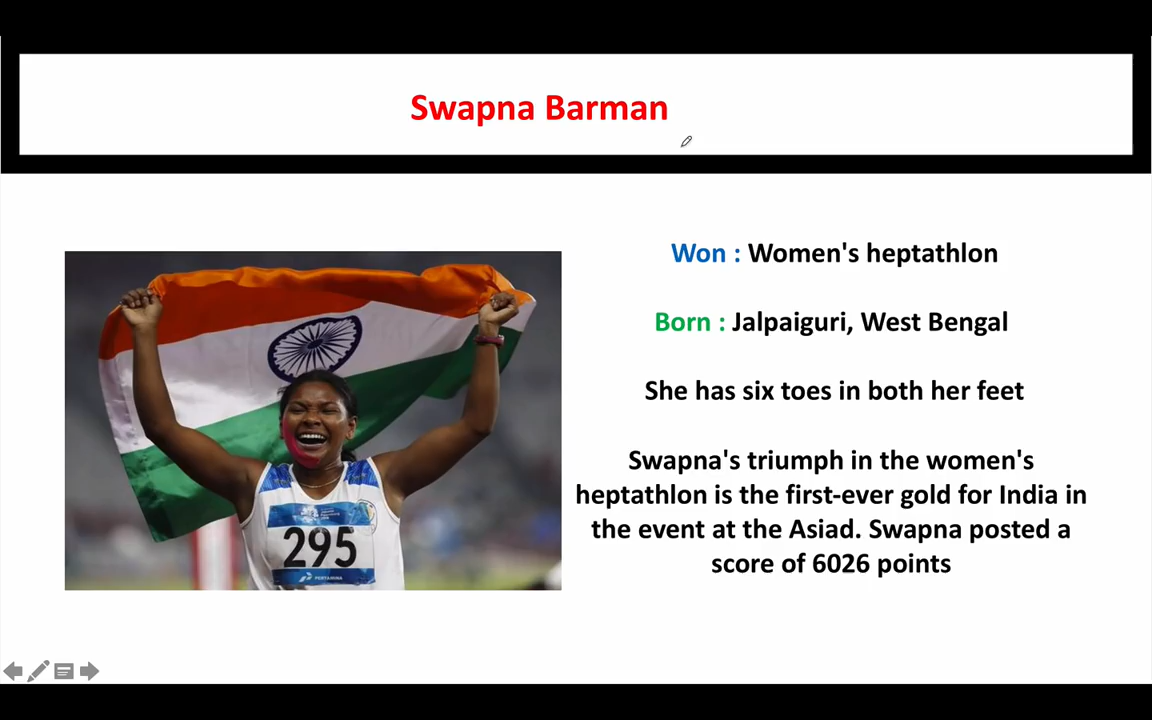 Swapna Barman
Won : Women's heptathlon
Born : Jalpaiguri, West Bengal
She has six toes in both her feet
Swapna's triumph in the women's
heptathlon is the first-ever gold for India in
the event at the Asiad. Swapna posted a
score of 6026 points
295
PERTAMINA